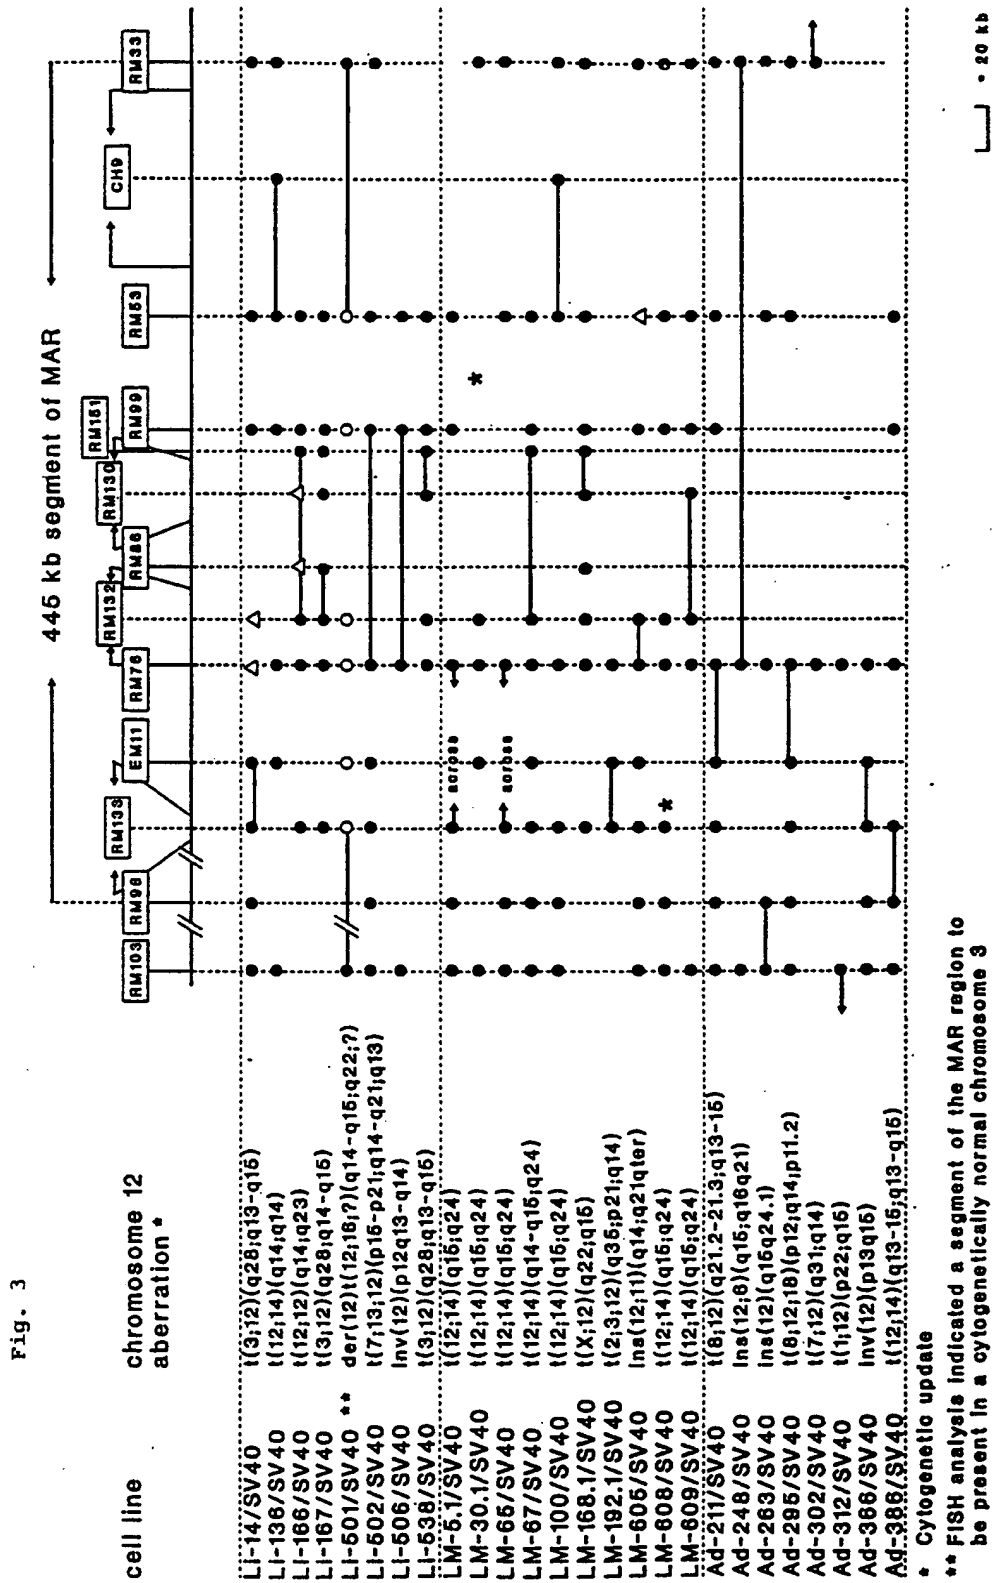 Fig. 3
cell line
chromosome 12
aberration*
445 kb segment of MAR
RM103
RM98
RM133
EM11
RM76
RM132
RM86
RM130
RM151
RM99
RM53
CH9
RM33
LI-14/SV40 t(3;12)(q28;q13-q15)
LI-136/SV40 t(12;14)(q14;q14)
LI-166/SV40 t(12;12)(q14;q23)
LI-167/SV40 t(3;12)(q28;q14-q15)
LI-501/SV40 ** der(12)t(12;16;?)(q14-q15;q22;?)
LI-502/SV40 t(7;13;12)(p15-p21;q14-q21;q13)
LI-506/SV40 Inv(12)(p12q13-q14)
LI-538/SV40 t(3;12)(q28;q13-q15)
LM-5.1/SV40 t(12;14)(q15;q24) across
LM-30.1/SV40 t(12;14)(q15;q24) *
LM-65/SV40 t(12;14)(q15;q24) across
LM-67/SV40 t(12;14)(q14-q15;q24)
LM-100/SV40 t(12;14)(q15;q24)
LM-168.1/SV40 t(X;12)(q22;q15)
LM-192.1/SV40 t(2;3;12)(q35;p21;q14)
LM-605/SV40 Ins(12;11)(q14;q21qter)
LM-608/SV40 t(12;14)(q15;q24) *
LM-609/SV40 t(12;14)(q15;q24)
Ad-211/SV40 t(8;12)(q21.2-21.3;q13-15)
Ad-248/SV40 Ins(12;6)(q15;q16q21)
Ad-263/SV40 Ins(12)(q15q24.1)
Ad-295/SV40 t(8;12;18)(p12;q14;p11.2)
Ad-302/SV40 t(7;12)(q31;q14)
Ad-312/SV40 t(1;12)(p22;q15)
Ad-366/SV40 Inv(12)(p13q15)
Ad-386/SV40 t(12;14)(q13-15;q13-q15)
* Cytogenetic update
** FISH analysis indicated a segment of the MAR region to
be present in a cytogenetically normal chromosome 3
= 20 kb